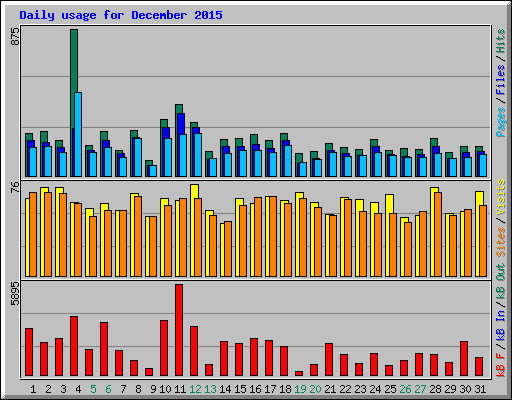 Daily usage for December 2015
875
Pages / Files / Hits
76
Sites / Visits
5895
kB F / kB In / kB Out
1 2 3 4 5 6 7 8 9 10 11 12 13 14 15 16 17 18 19 20 21 22 23 24 25 26 27 28 29 30 31